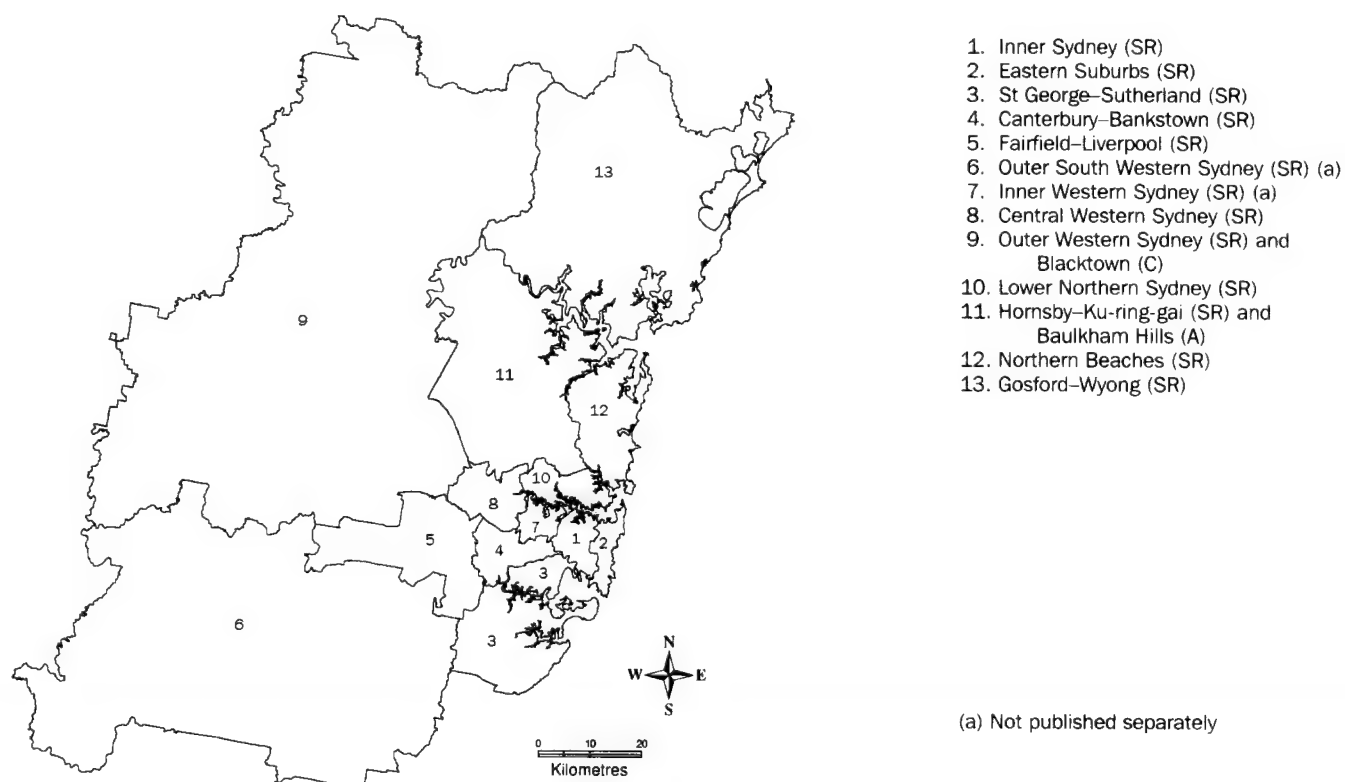 1. Inner Sydney (SR)
2. Eastern Suburbs (SR)
3. St George–Sutherland (SR)
4. Canterbury–Bankstown (SR)
5. Fairfield–Liverpool (SR)
6. Outer South Western Sydney (SR) (a)
7. Inner Western Sydney (SR) (a)
8. Central Western Sydney (SR)
9. Outer Western Sydney (SR) and
Blacktown (C)
10. Lower Northern Sydney (SR)
11. Hornsby–Ku-ring-gai (SR) and
Baulkham Hills (A)
12. Northern Beaches (SR)
13. Gosford–Wyong (SR)
13
9
11
12
10
8
7
5
4
1
2
3
6
3
N
W E
S
0 10 20
Kilometres
(a) Not published separately